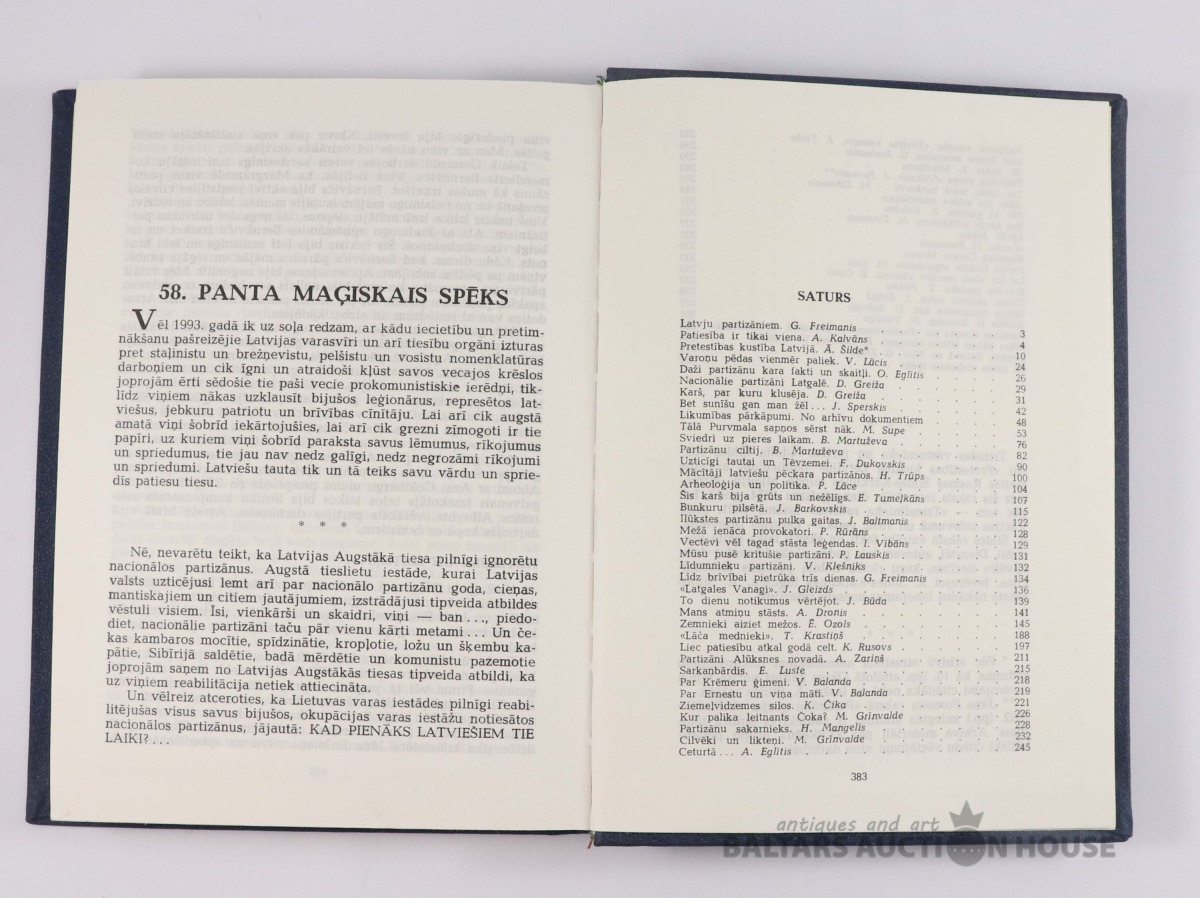 58. PANTA MAĢISKAIS SPĒKS
Vēl 1993. gadā ik uz soļa redzam, ar kādu iecietību un pretim-
nākšanu pašreizējie Latvijas varasvīri un arī tiesību orgāni izturas
pret staļinistu un brežņevistu, pelšistu un vosistu nomenklatūras
darboņiem un cik īgni un atraidoši kļūst savos vecajos krēslos
joprojām ērti sēdošie tie paši vecie prokomunistiskie ierēdņi, tik-
līdz viņiem nākas uzklausīt bijušos leģionārus, represētos lat-
viešus, jebkuru patriotu un brīvības cīnītāju. Lai arī cik augstā
amatā viņi šobrīd iekārtojušies, lai arī cik grezni zīmogoti ir tie
papīri, uz kuriem viņi šobrīd paraksta savus lēmumus, rīkojumus
un spriedumus, tie jau nav nedz galīgi, nedz negrozāmi rīkojumi
un spriedumi. Latviešu tauta tik un tā teiks savu vārdu un sprie-
dīs patiesu tiesu.
* * *
Nē, nevarētu teikt, ka Latvijas Augstākā tiesa pilnīgi ignorētu
nacionālos partizānus. Augstā tieslietu iestāde, kurai Latvijas
valsts uzticējusi lemt arī par nacionālo partizānu goda, cieņas,
mantiskajiem un citiem jautājumiem, izstrādājusi tipveida atbildes
vēstuli visiem. Īsi, vienkārši un skaidri, viņi — ban..., piedo-
diet, nacionālie partizāni taču pār vienu kārti metami... Un če-
kas kambaros mocītie, spīdzinātie, kropļotie, ložu un šķembu ka-
pātie, Sibīrijā saldētie, badā mērdētie un komunistu pazemotie
joprojām saņem no Latvijas Augstākās tiesas tipveida atbildi, ka
uz viņiem reabilitācija netiek attiecināta.
Un vēlreiz atceroties, ka Lietuvas varas iestādes pilnīgi reabi-
litējušas visus savus bijušos, okupācijas varas iestāžu notiesātos
nacionālos partizānus, jājautā: KAD PIENĀKS LATVIEŠIEM TIE
LAIKI?...
SATURS
Latvju partizāniem. G. Freimanis . . . . . . 3
Patiesība ir tikai viena. A. Kalvāns . . . . . . 4
Pretestības kustība Latvijā. Ā. Šilde* . . . . . . 10
Varoņu pēdas vienmēr paliek. V. Lācis . . . . . . 24
Daži partizānu kara fakti un skaitļi. O. Eglītis . . . . . . 26
Nacionālie partizāni Latgalē. D. Greiža . . . . . . 29
Karš, par kuru klusēja. D. Greiža . . . . . . 31
Bet sunīšu gan man žēl... J. Sperskis . . . . . . 42
Likumības pārkāpumi. No arhīvu dokumentiem . . . . . . 48
Tālā Purvmala sapņos sērst nāk. M. Supe . . . . . . 53
Sviedri uz pieres laikam. B. Martuževa . . . . . . 76
Partizānu ciltij. B. Martuževa . . . . . . 82
Uzticīgi tautai un Tēvzemei. F. Dukovskis . . . . . . 90
Mācītāji latviešu pēckara partizānos. H. Trūps . . . . . . 100
Arheoloģija un politika. P. Lāce . . . . . . 104
Šis karš bija grūts un nežēlīgs. E. Tumeļkāns . . . . . . 107
Bunkuru pilsētā. J. Barkovskis . . . . . . 115
Ilūkstes partizānu pulka gaitas. J. Baltmanis . . . . . . 122
Mežā ienāca provokatori. P. Rūrāns . . . . . . 128
Vectēvi vēl tagad stāsta leģendas. I. Vibāns . . . . . . 129
Mūsu pusē kritušie partizāni. P. Lauskis . . . . . . 131
Līdumnieku partizāni. V. Klešniks . . . . . . 132
Līdz brīvībai pietrūka trīs dienas. G. Freimanis . . . . . . 134
«Latgales Vanagi». J. Gleizds . . . . . . 136
To dienu notikumus vērtējot. J. Būda . . . . . . 139
Mans atmiņu stāsts. A. Dronis . . . . . . 141
Zemnieki aiziet mežos. Ē. Ozols . . . . . . 145
«Lāča mednieki». T. Krastiņš . . . . . . 188
Liec patiesību atkal godā celt. K. Rusovs . . . . . . 197
Partizāni Alūksnes novadā. A. Zariņš . . . . . . 211
Sarkanbārdis. E. Luste . . . . . . 215
Par Krēmeru ģimeni. V. Balanda . . . . . . 218
Par Ernestu un viņa māti. V. Balanda . . . . . . 219
Ziemeļvidzemes silos. K. Čika . . . . . . 221
Kur palika leitnants Čoka? M. Grīnvalde . . . . . . 226
Partizānu sakarnieks. H. Mangelis . . . . . . 228
Cilvēki un likteņi. M. Grīnvalde . . . . . . 232
Ceturtā... A. Eglītis . . . . . . 245
383
antiques and art
BALTARS AUCTION HOUSE